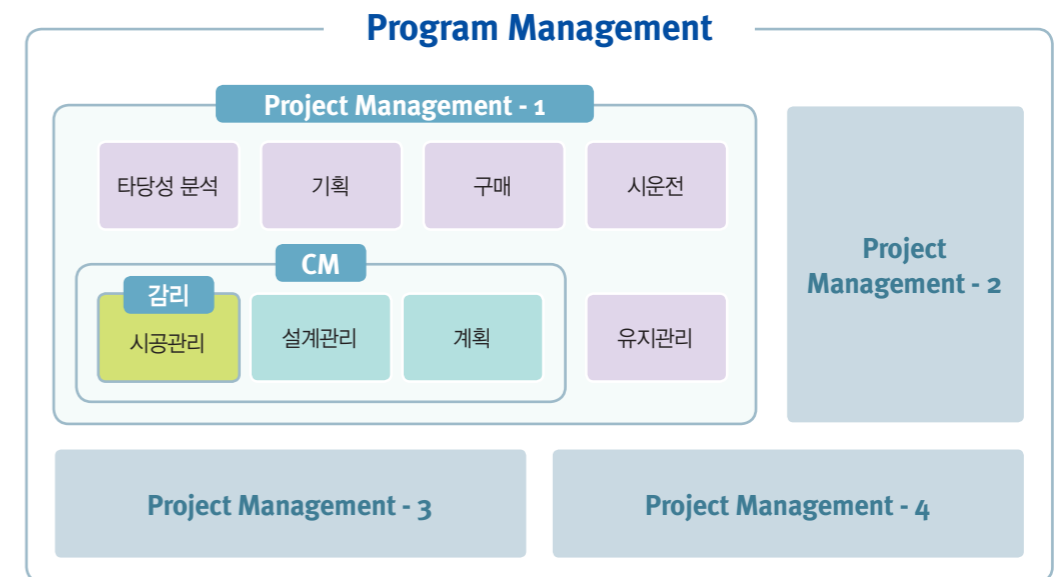 Program Management
Project Management - 1
타당성 분석
기획
구매
시운전
CM
감리
시공관리
설계관리
계획
유지관리
Project
Management - 2
Project Management - 3
Project Management - 4